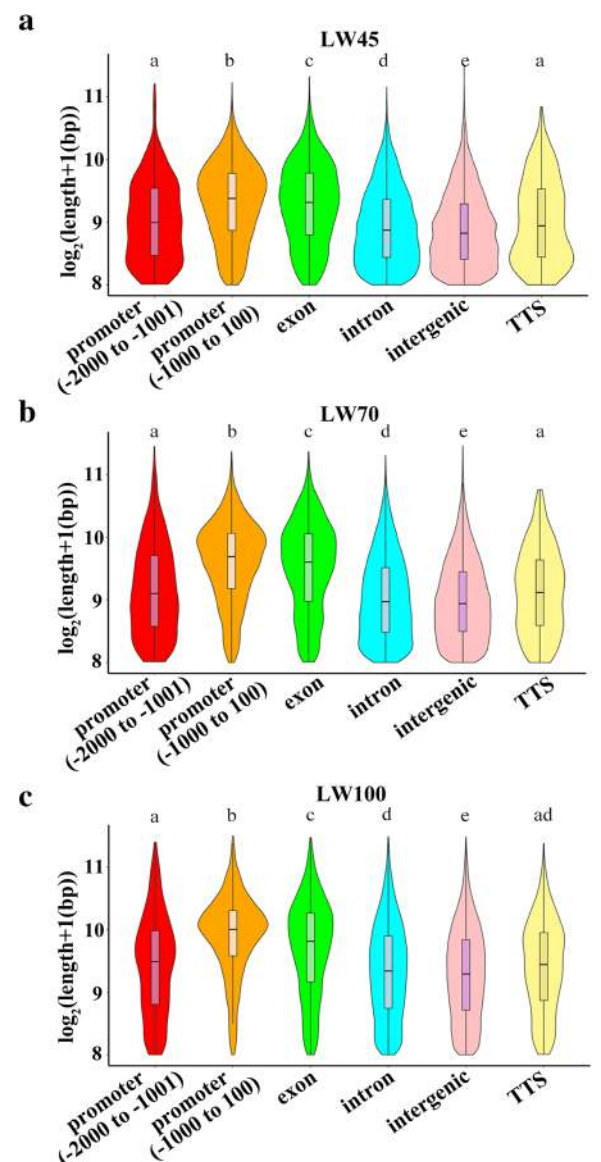 a
LW45
a b c d e a
log₂(length+1(bp))
11
10
9
8
promoter
(-2000 to -1001)
promoter
(-1000 to 100)
exon
intron
intergenic
TTS
b
LW70
a b c d e a
log₂(length+1(bp))
11
10
9
8
promoter
(-2000 to -1001)
promoter
(-1000 to 100)
exon
intron
intergenic
TTS
c
LW100
a b c d e ad
log₂(length+1(bp))
11
10
9
8
promoter
(-2000 to -1001)
promoter
(-1000 to 100)
exon
intron
intergenic
TTS